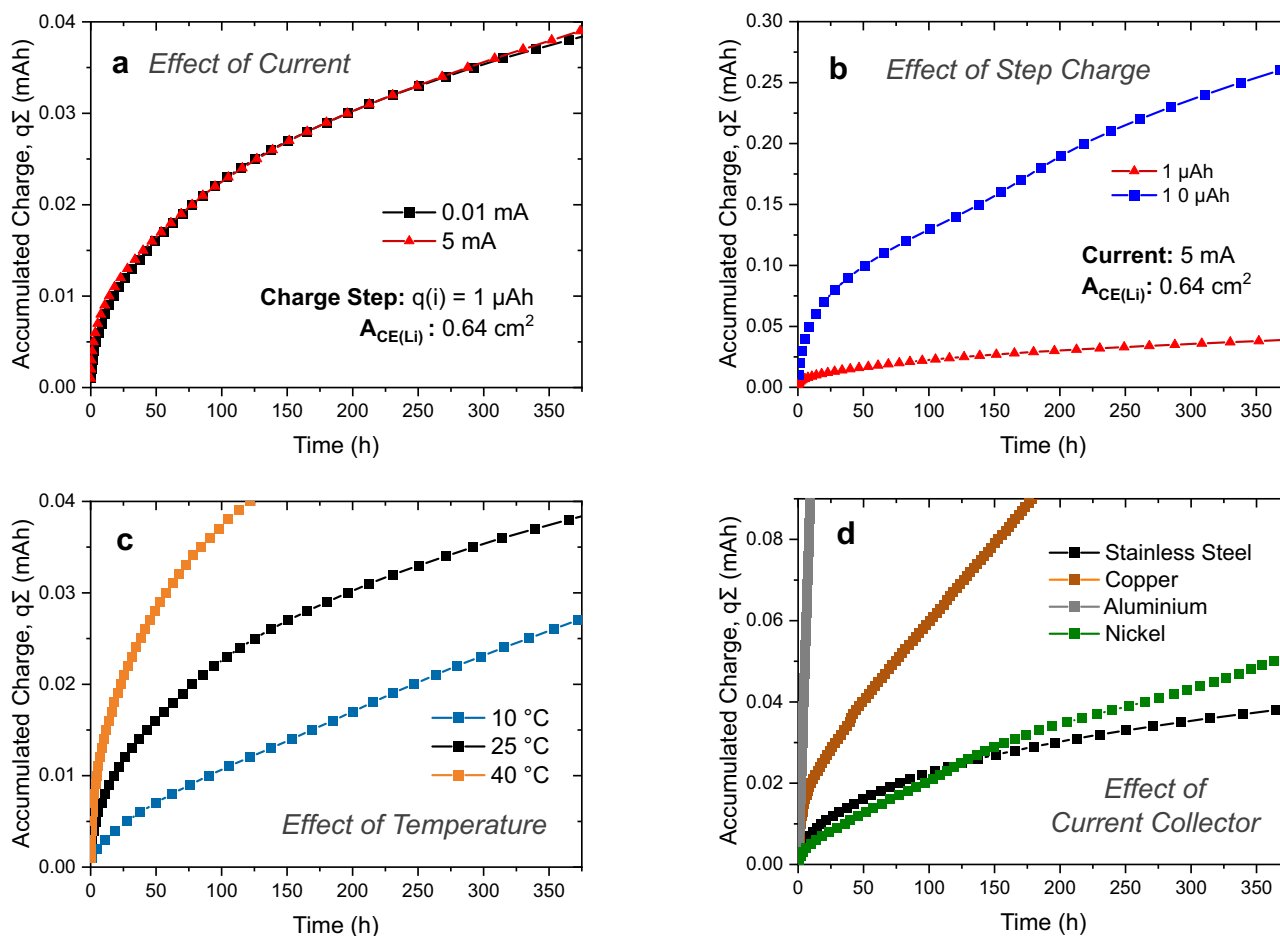 a Effect of Current
Accumulated Charge, qΣ (mAh)
0.04
0.03
0.02
0.01
0.00
0.01 mA
5 mA
Charge Step: q(i) = 1 µAh
A_CE(Li) : 0.64 cm²
0 50 100 150 200 250 300 350
Time (h)
b Effect of Step Charge
Accumulated Charge, qΣ (mAh)
0.30
0.25
0.20
0.15
0.10
0.05
0.00
1 µAh
1 0 µAh
Current: 5 mA
A_CE(Li): 0.64 cm²
0 50 100 150 200 250 300 350
Time (h)
c
Accumulated Charge, qΣ (mAh)
0.04
0.03
0.02
0.01
0.00
10 °C
25 °C
40 °C
Effect of Temperature
0 50 100 150 200 250 300 350
Time (h)
d
Accumulated Charge, qΣ (mAh)
0.08
0.06
0.04
0.02
0.00
Stainless Steel
Copper
Aluminium
Nickel
Effect of
Current Collector
0 50 100 150 200 250 300 350
Time (h)